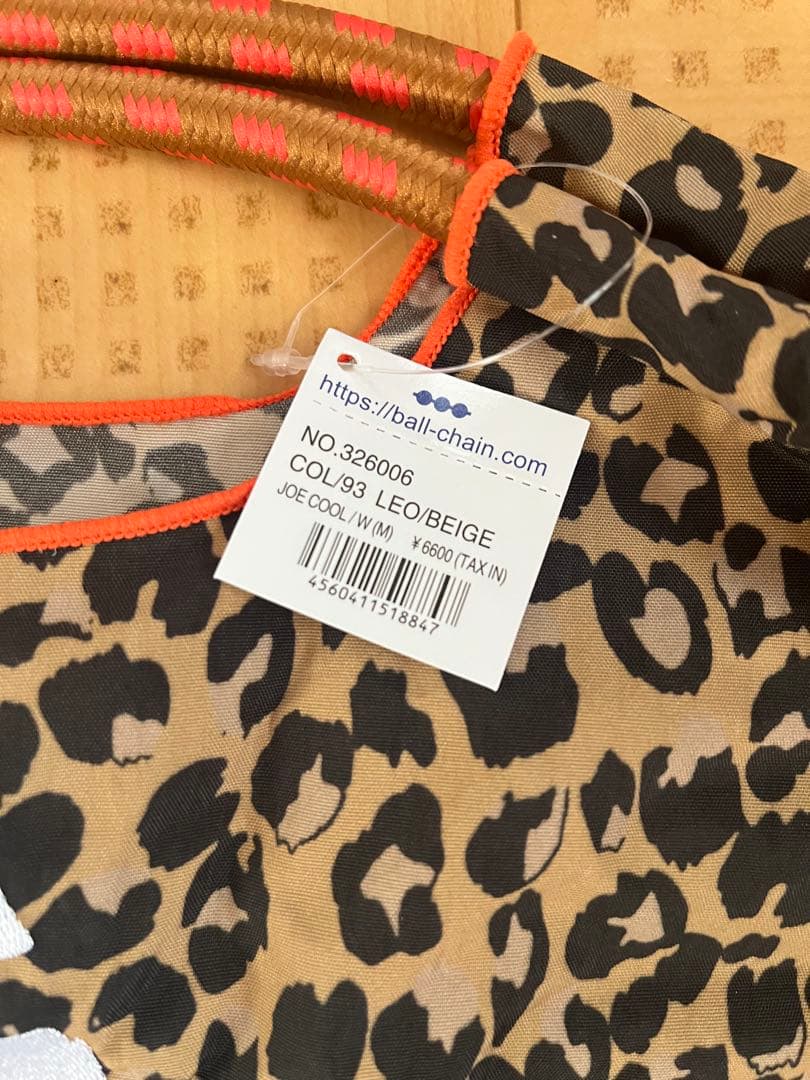 https://ball-chain.com
NO.326006
COL/93 LEO/BEIGE
JOE COOL/W(M) ¥6600(TAX IN)
4560411518847